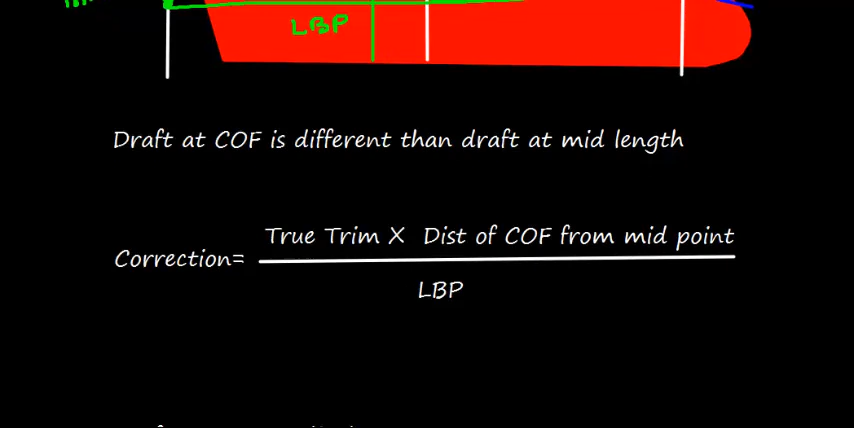 LBP
Draft at COF is different than draft at mid length
True Trim X Dist of COF from mid point
Correction=
LBP